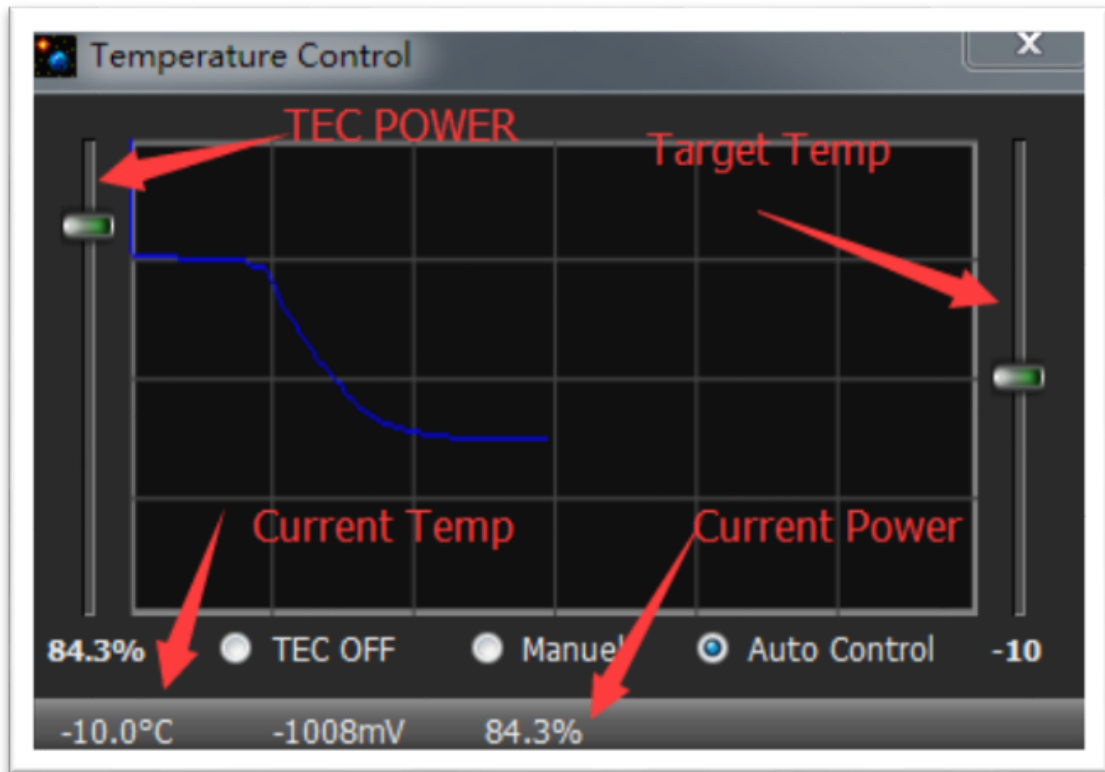 Temperature Control
TEC POWER
Target Temp
Current Temp
Current Power
84.3%
TEC OFF
Manuel
Auto Control
-10
-10.0°C
-1008mV
84.3%